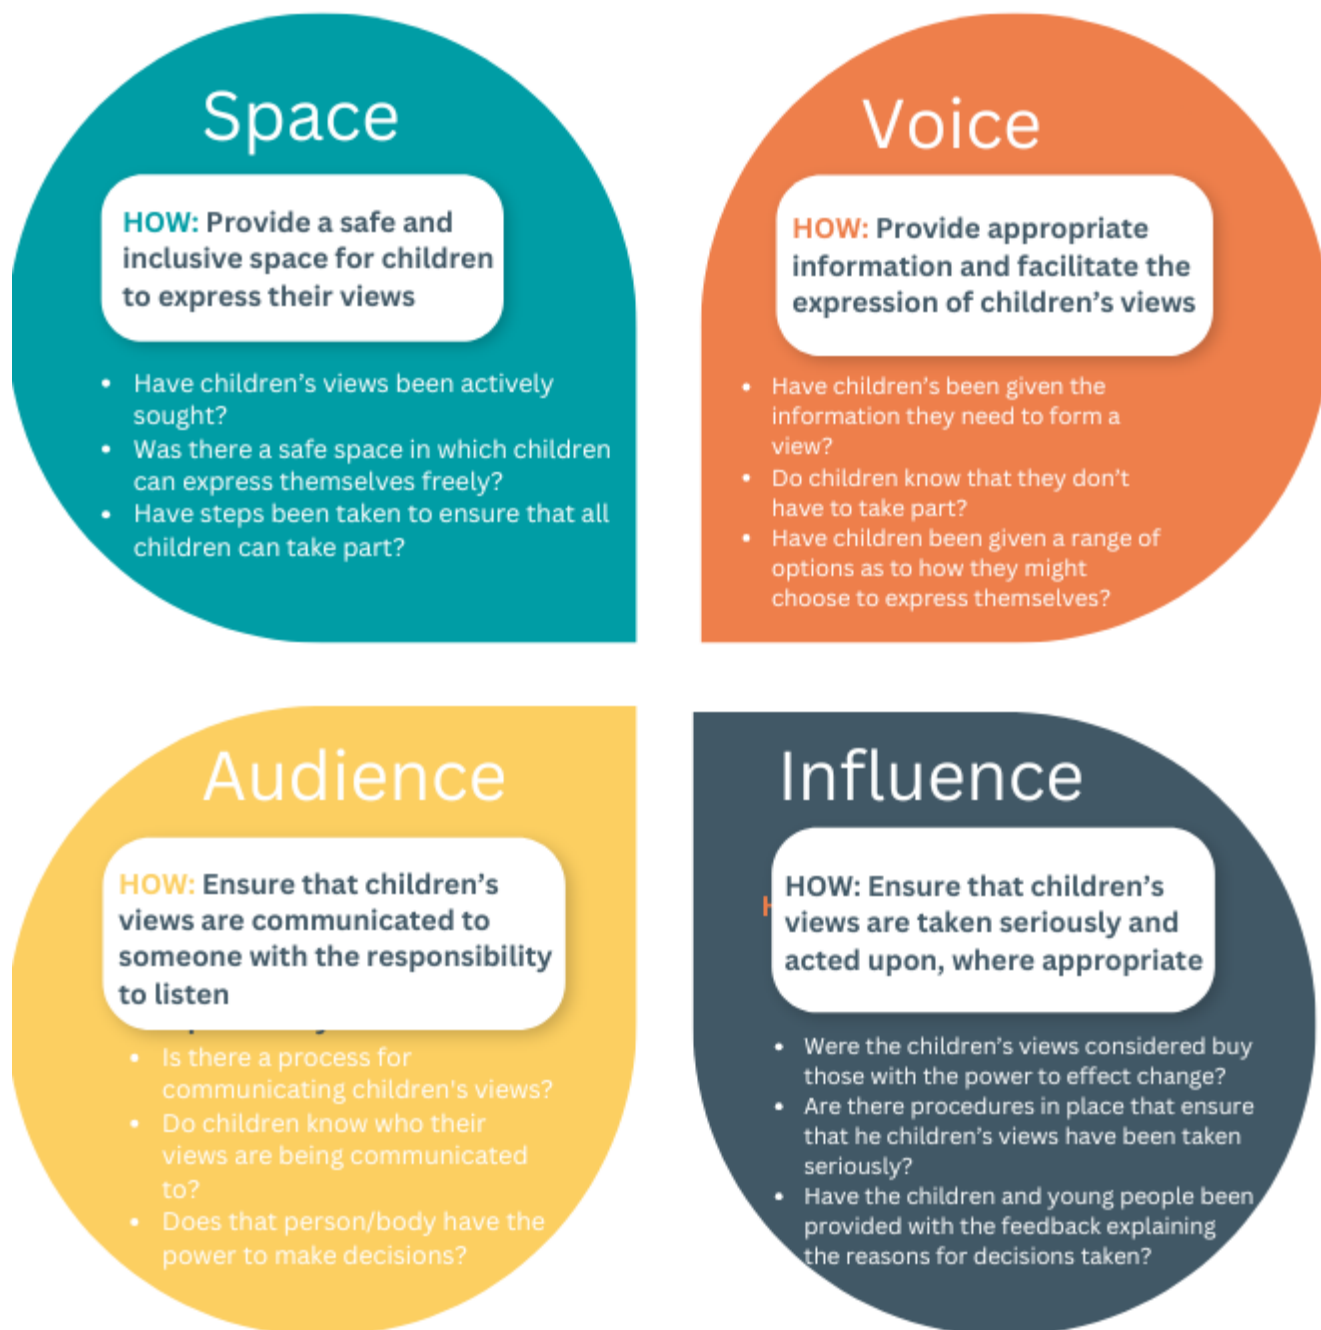 Space
HOW: Provide a safe and
inclusive space for children
to express their views
• Have children's views been actively
sought?
• Was there a safe space in which children
can express themselves freely?
• Have steps been taken to ensure that all
children can take part?
Voice
HOW: Provide appropriate
information and facilitate the
expression of children's views
• Have children's been given the
information they need to form a
view?
• Do children know that they don't
have to take part?
• Have children been given a range of
options as to how they might
choose to express themselves?
Audience
HOW: Ensure that children's
views are communicated to
someone with the responsibility
to listen
• Is there a process for
communicating children's views?
• Do children know who their
views are being communicated
to?
• Does that person/body have the
power to make decisions?
Influence
HOW: Ensure that children's
views are taken seriously and
acted upon, where appropriate
• Were the children's views considered buy
those with the power to effect change?
• Are there procedures in place that ensure
that he children's views have been taken
seriously?
• Have the children and young people been
provided with the feedback explaining
the reasons for decisions taken?